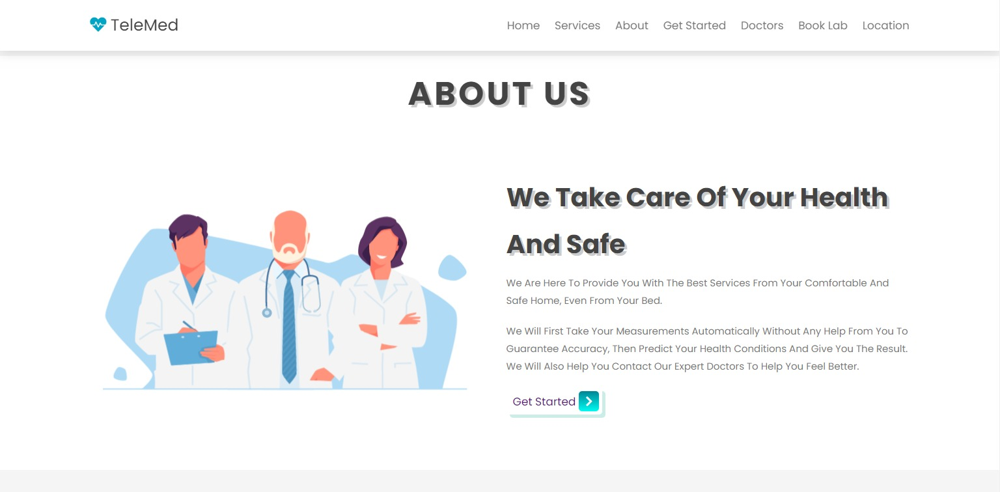 TeleMed
Home Services About Get Started Doctors Book Lab Location
ABOUT US
We Take Care Of Your Health
And Safe
We Are Here To Provide You With The Best Services From Your Comfortable And
Safe Home, Even From Your Bed.
We Will First Take Your Measurements Automatically Without Any Help From You To
Guarantee Accuracy, Then Predict Your Health Conditions And Give You The Result.
We Will Also Help You Contact Our Expert Doctors To Help You Feel Better.
Get Started